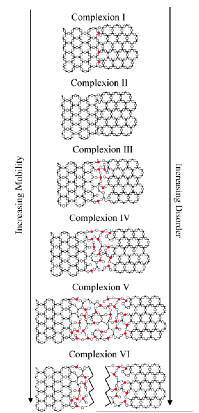 Complexion I
Complexion II
Complexion III
Complexion IV
Complexion V
Complexion VI
Increasing Mobility
Increasing Disorder